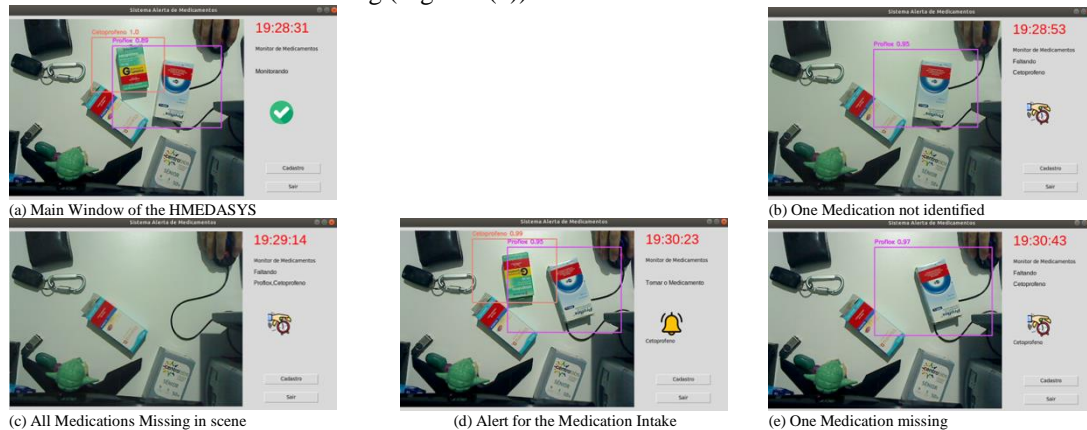 Sistema Alerta de Medicamentos
Cetoprofeno 1.0
Proflox 0.89
19:28:31
Monitor de Medicamentos
Monitorando
Cadastro
Sair
(a) Main Window of the HMEDASYS
Sistema Alerta de Medicamentos
Proflox 0.95
19:28:53
Monitor de Medicamentos
Faltando
Cetoprofeno
Cadastro
Sair
(b) One Medication not identified
Sistema Alerta de Medicamentos
19:29:14
Monitor de Medicamentos
Faltando
Proflox,Cetoprofeno
Cadastro
Sair
(c) All Medications Missing in scene
Sistema Alerta de Medicamentos
Cetoprofeno 0.99
Proflox 0.95
19:30:23
Monitor de Medicamentos
Tomar o Medicamento
Cetoprofeno
Cadastro
Sair
(d) Alert for the Medication Intake
Sistema Alerta de Medicamentos
Proflox 0.97
19:30:43
Monitor de Medicamentos
Faltando
Cetoprofeno
Cetoprofeno
Cadastro
Sair
(e) One Medication missing